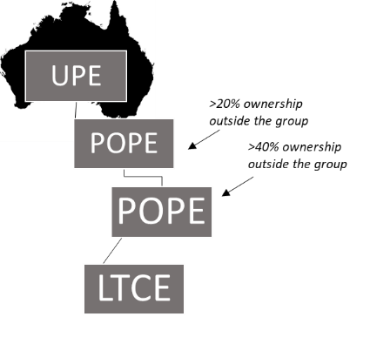 UPE
>20% ownership
outside the group
POPE
>40% ownership
outside the group
POPE
LTCE